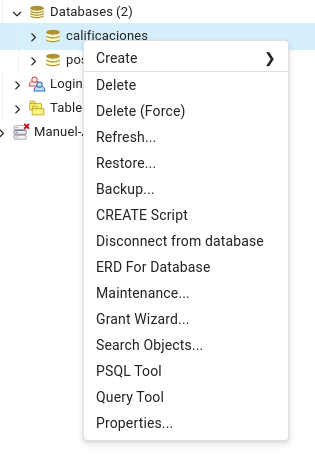 Databases (2)
calificaciones
Create
pos
Delete
Login
Delete (Force)
Table
Refresh...
Manuel-
Restore...
Backup...
CREATE Script
Disconnect from database
ERD For Database
Maintenance...
Grant Wizard...
Search Objects...
PSQL Tool
Query Tool
Properties...